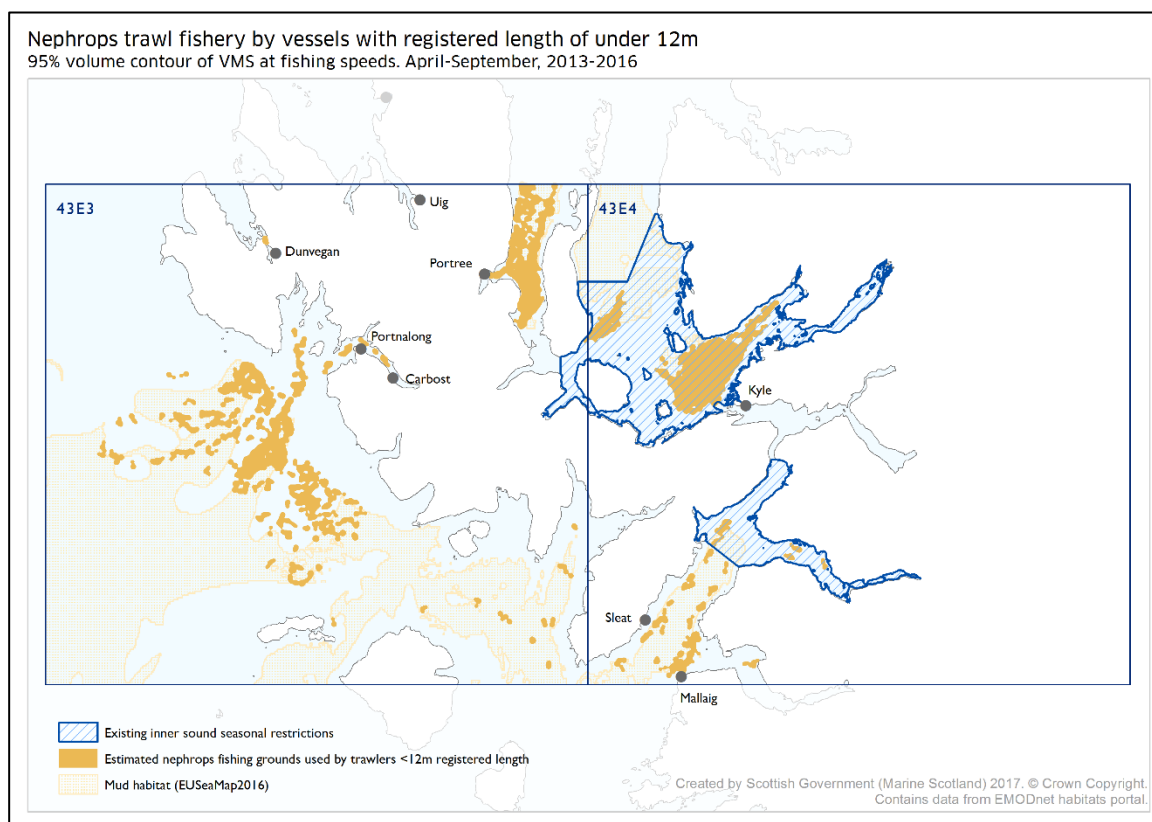 Nephrops trawl fishery by vessels with registered length of under 12m
95% volume contour of VMS at fishing speeds. April-September, 2013-2016
43E3
43E4
Uig
Dunvegan
Portree
Portnalong
Carbost
Kyle
Sleat
Mallaig
Existing inner sound seasonal restrictions
Estimated nephrops fishing grounds used by trawlers <12m registered length
Mud habitat (EUSeaMap2016)
Created by Scottish Government (Marine Scotland) 2017. © Crown Copyright.
Contains data from EMODnet habitats portal.